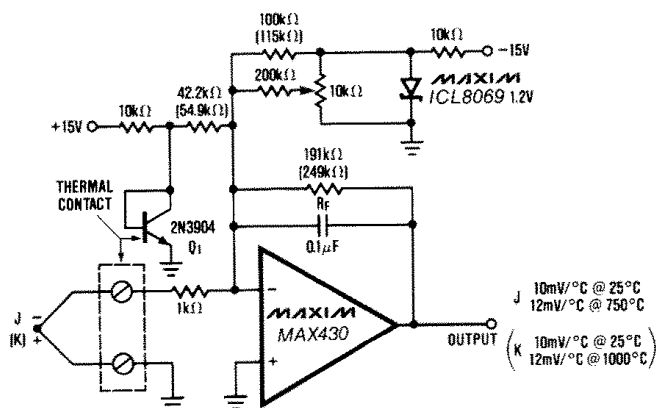 100kΩ
(115kΩ)
10kΩ
−15V
200kΩ
10kΩ
MAXIM
ICL8069 1.2V
42.2kΩ
(54.9kΩ)
10kΩ
+15V
191kΩ
(249kΩ)
RF
0.1μF
THERMAL
CONTACT
2N3904
Q1
J −
(K) +
1kΩ
−
MAXIM
MAX430
+
OUTPUT
J 10mV/°C @ 25°C
12mV/°C @ 750°C
(K 10mV/°C @ 25°C
12mV/°C @ 1000°C)